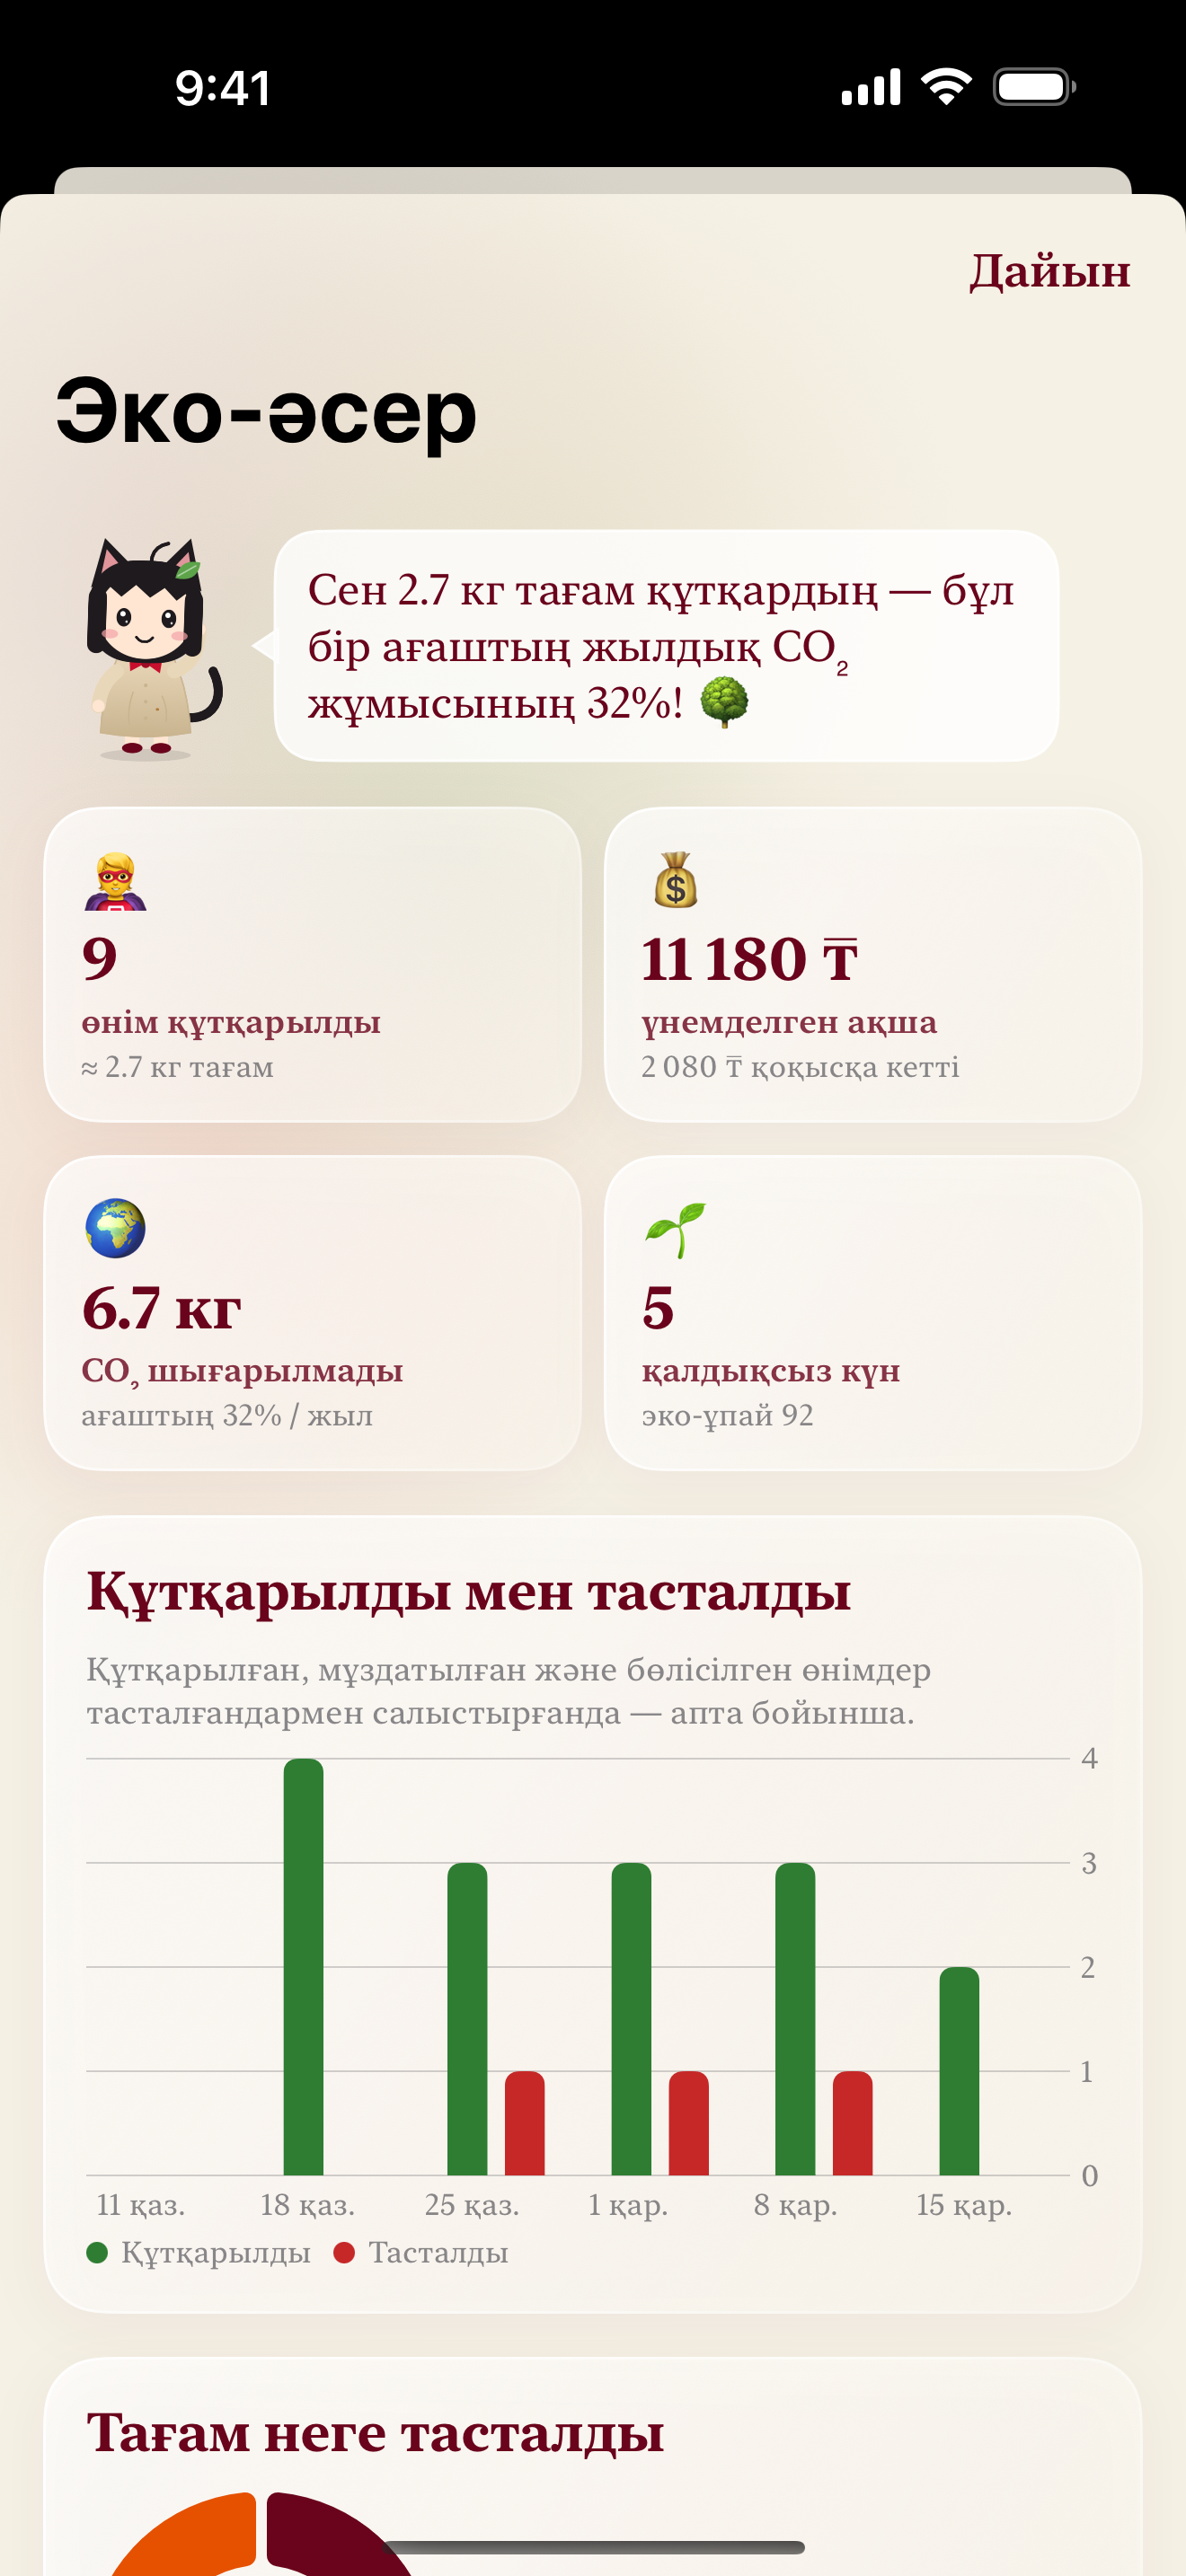 9:41
Дайын
Эко-әсер
Сен 2.7 кг тағам құтқардың — бұл
бір ағаштың жылдық CO₂
жұмысының 32%! 🌳
9
өнім құтқарылды
≈ 2.7 кг тағам
11 180 ₸
үнемделген ақша
2 080 ₸ қоқысқа кетті
6.7 кг
CO₂ шығарылмады
ағаштың 32% / жыл
5
қалдықсыз күн
эко-ұпай 92
Құтқарылды мен тасталды
Құтқарылған, мұздатылған және бөлісілген өнімдер
тасталғандармен салыстырғанда — апта бойынша.
4
3
2
1
0
11 қаз. 18 қаз. 25 қаз. 1 қар. 8 қар. 15 қар.
Құтқарылды Тасталды
Тағам неге тасталды